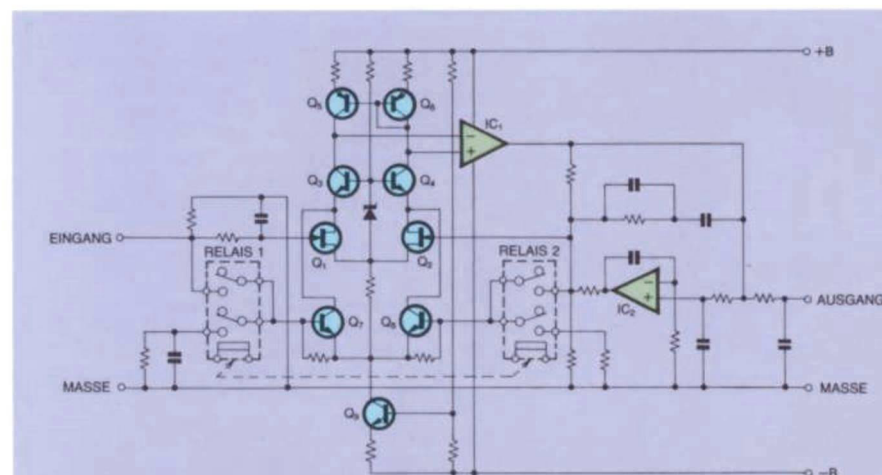 +B
Q5
Q6
IC1
Q3
Q4
EINGANG
RELAIS 1
Q1
Q2
RELAIS 2
IC2
AUSGANG
Q7
Q8
MASSE
MASSE
Q9
−B